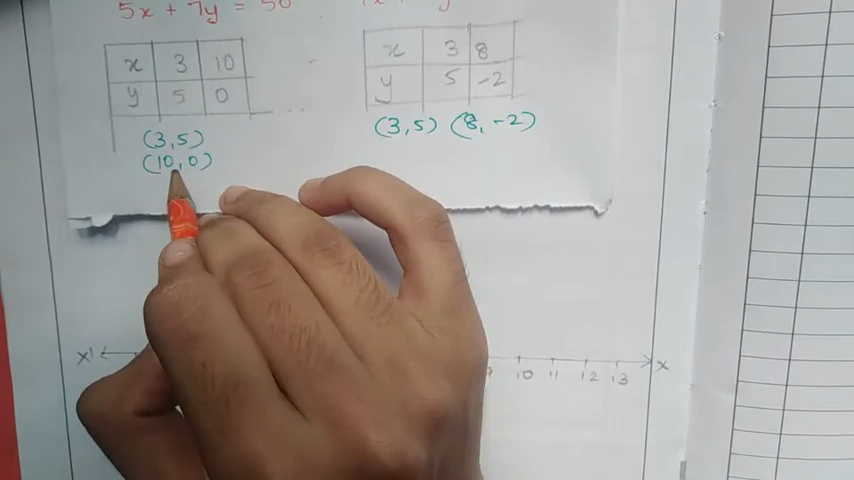 5x + 7y = 50
x 3 10
y 5 0
(3,5)
(10,0)
x 3 8
y 5 -2
(3,5) (8,-2)
X' X
10 11 12 13